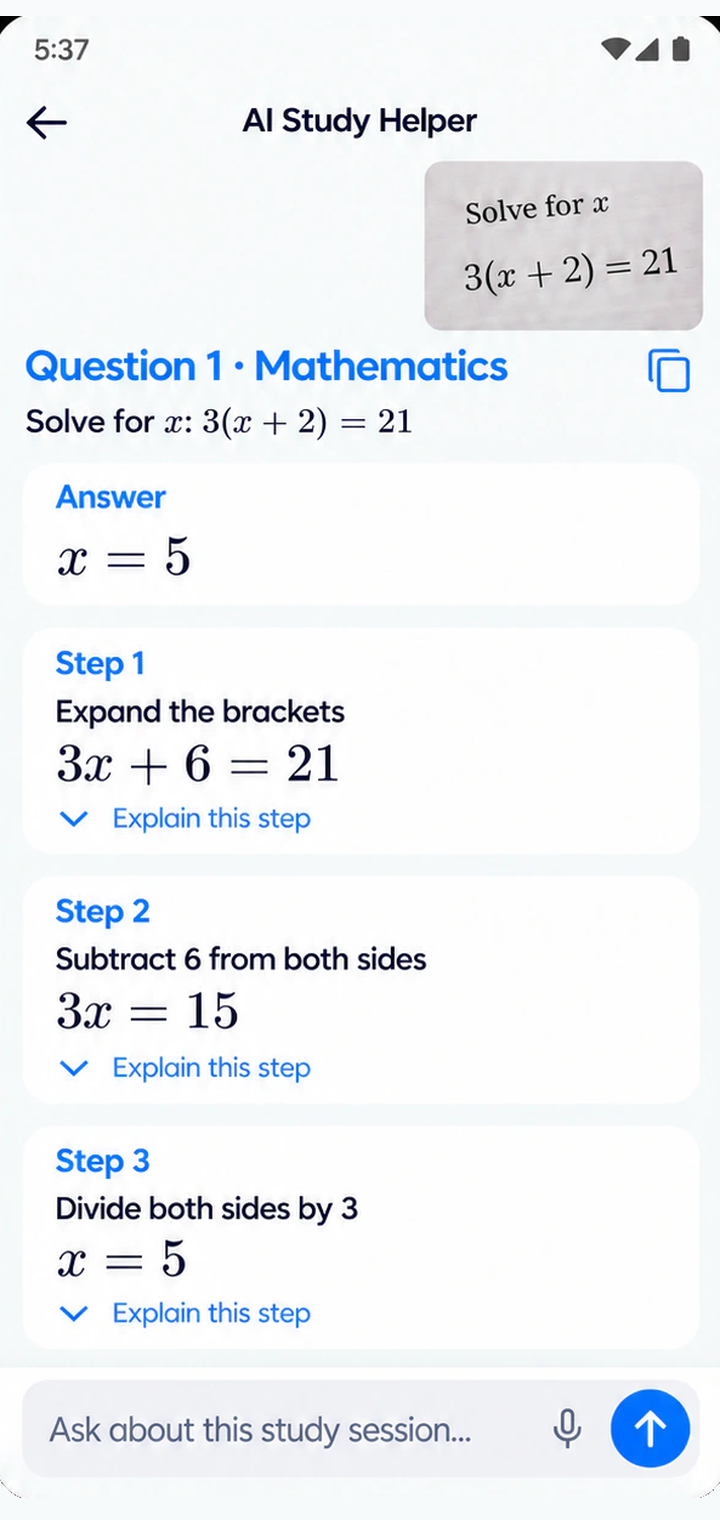 5:37
AI Study Helper
Solve for x
3(x + 2) = 21
Question 1 · Mathematics
Solve for x: 3(x + 2) = 21
Answer
x = 5
Step 1
Expand the brackets
3x + 6 = 21
Explain this step
Step 2
Subtract 6 from both sides
3x = 15
Explain this step
Step 3
Divide both sides by 3
x = 5
Explain this step
Ask about this study session...